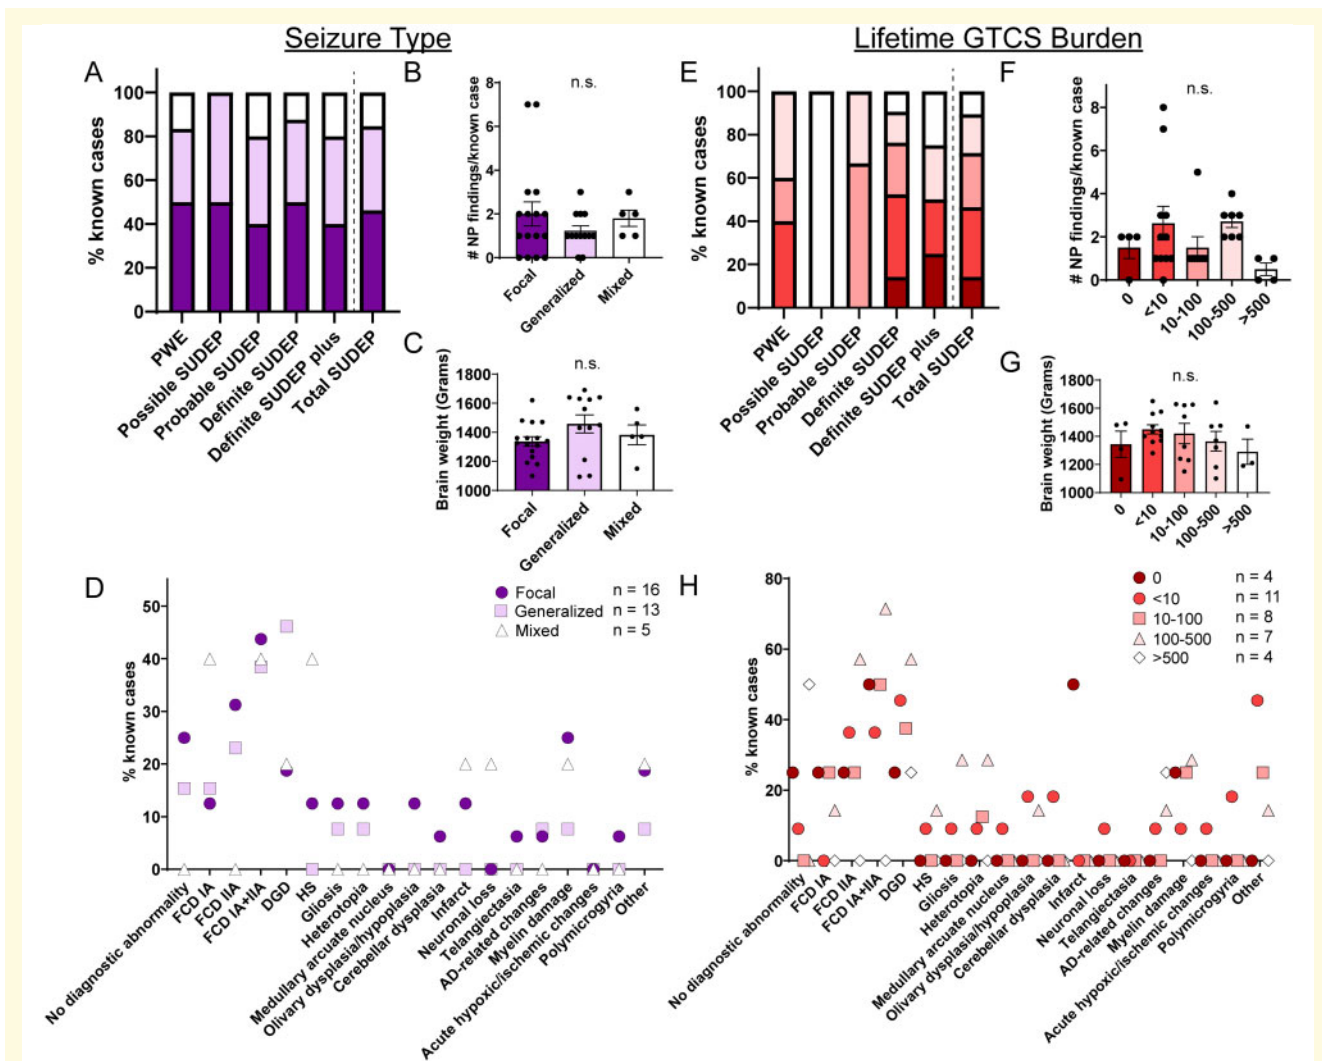 Seizure Type
Lifetime GTCS Burden
A
% known cases
100
80
60
40
20
0
PWE
Possible SUDEP
Probable SUDEP
Definite SUDEP
Definite SUDEP plus
Total SUDEP
B
# NP findings/known case
8
6
4
2
0
n.s.
Focal
Generalized
Mixed
C
Brain weight (Grams)
1800
1600
1400
1200
1000
n.s.
Focal
Generalized
Mixed
E
% known cases
100
80
60
40
20
0
PWE
Possible SUDEP
Probable SUDEP
Definite SUDEP
Definite SUDEP plus
Total SUDEP
F
# NP findings/known case
8
6
4
2
0
n.s.
0
<10
10-100
100-500
>500
G
Brain weight (Grams)
1800
1600
1400
1200
1000
n.s.
0
<10
10-100
100-500
>500
D
% known cases
50
40
30
20
10
0
Focal n = 16
Generalized n = 13
Mixed n = 5
No diagnostic abnormality
FCD IA
FCD IIA
FCD IA+IIA
DGD
HS
Gliosis
Heterotopia
Medullary arcuate nucleus
Olivary dysplasia/hypoplasia
Cerebellar dysplasia
Infarct
Neuronal loss
Telangiectasia
AD-related changes
Myelin damage
Acute hypoxic/ischemic changes
Polymicrogyria
Other
H
% known cases
80
60
40
20
0
0 n = 4
<10 n = 11
10-100 n = 8
100-500 n = 7
>500 n = 4
No diagnostic abnormality
FCD IA
FCD IIA
FCD IA+IIA
DGD
HS
Gliosis
Heterotopia
Medullary arcuate nucleus
Olivary dysplasia/hypoplasia
Cerebellar dysplasia
Infarct
Neuronal loss
Telangiectasia
AD-related changes
Myelin damage
Acute hypoxic/ischemic changes
Polymicrogyria
Other